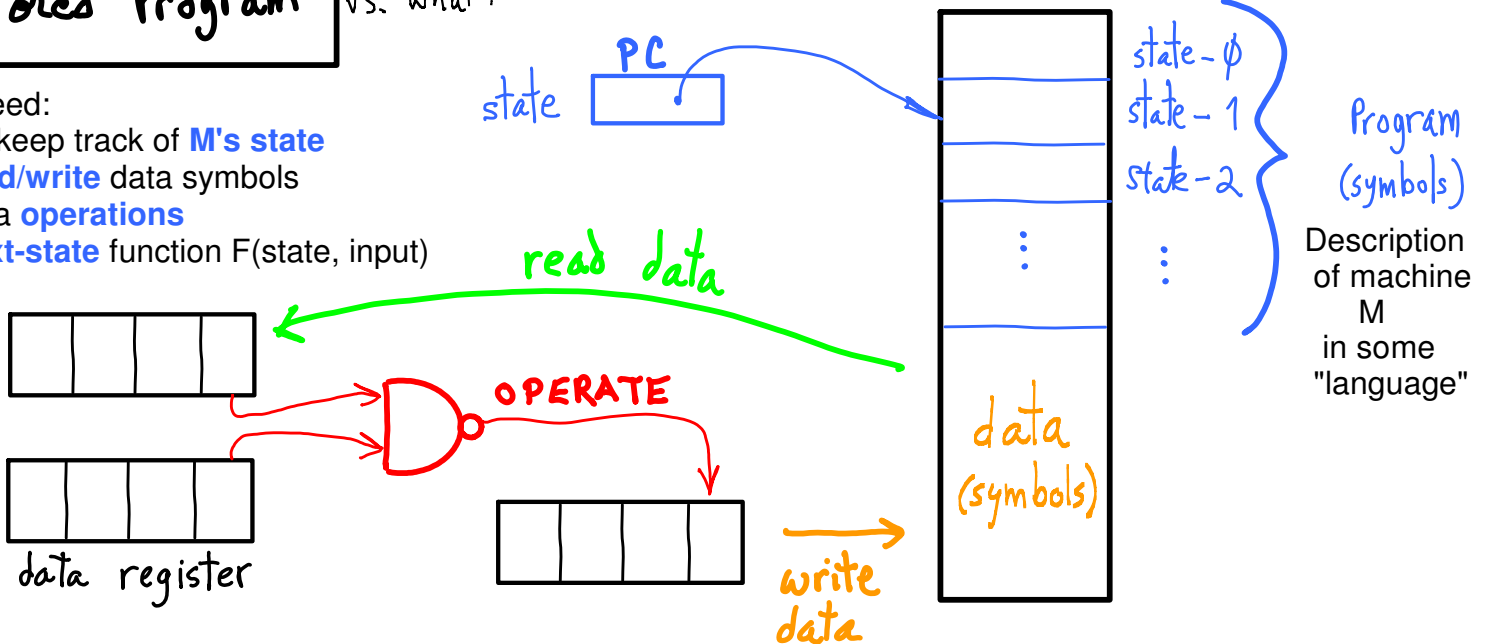 Program vs. what?
eed:
keep track of M's state
d/write data symbols
a operations
xt-state function F(state, input)
PC
state
state-0
state-1
state-2
Program
(symbols)
Description
of machine
M
in some
"language"
read data
OPERATE
data
(symbols)
data register
write
data